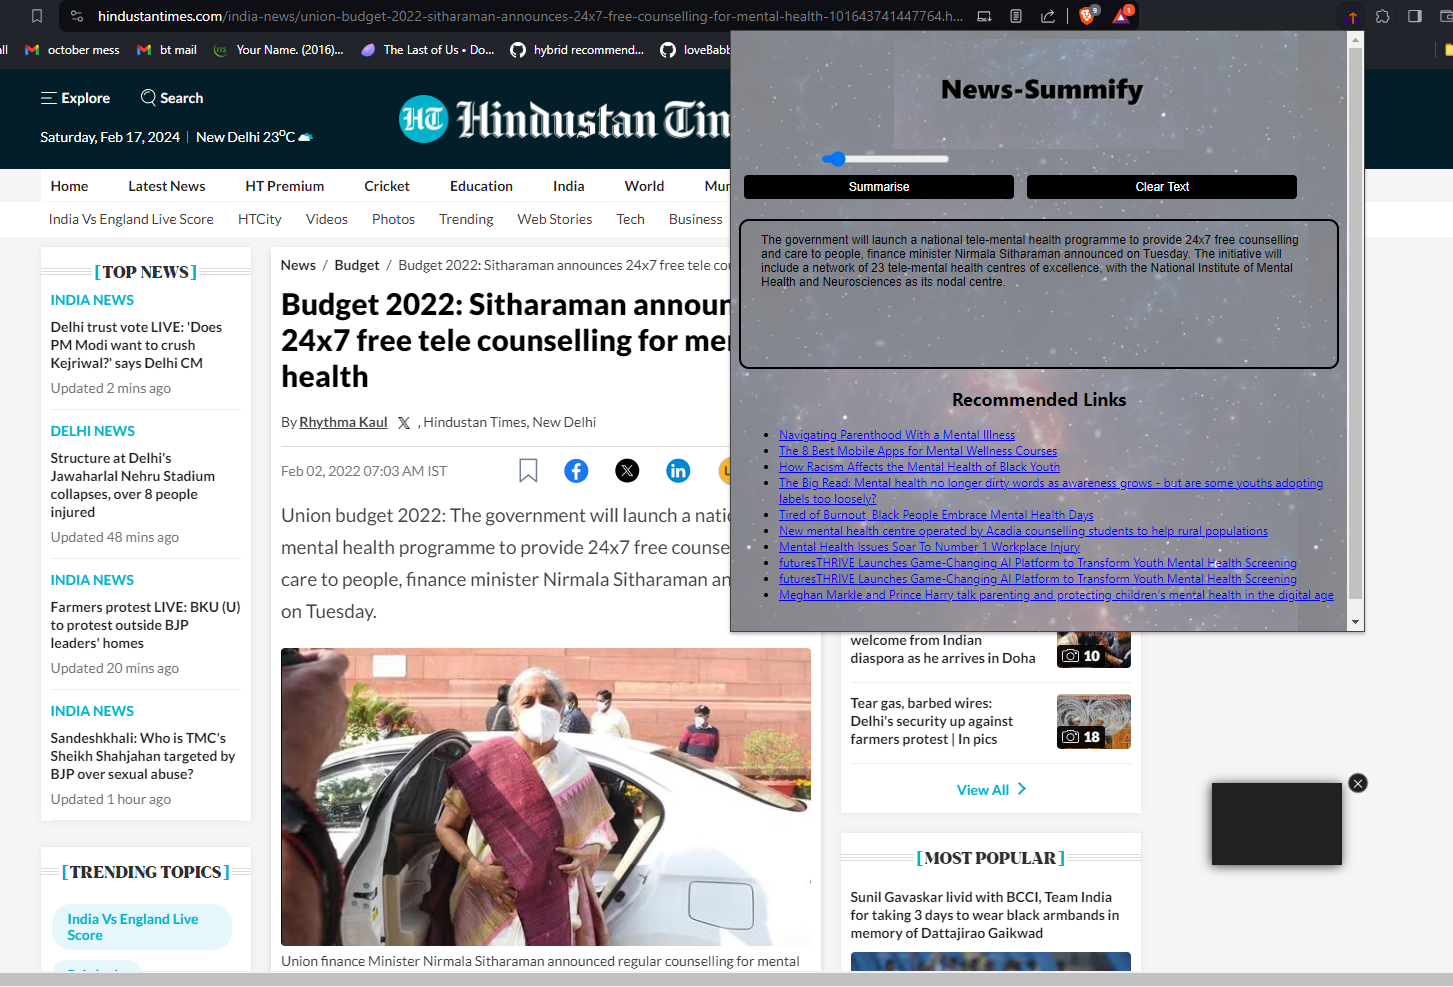 hindustantimes.com/india-news/union-budget-2022-sitharaman-announces-24x7-free-counselling-for-mental-health-101643741447764.h...
9
1
all
october mess
bt mail
Your Name. (2016)...
The Last of Us • Do...
hybrid recommend...
loveBabb
Explore
Search
Saturday, Feb 17, 2024
New Delhi 23°C
HT
Hindustan Tim
Home
Latest News
HT Premium
Cricket
Education
India
World
Mur
India Vs England Live Score
HTCity
Videos
Photos
Trending
Web Stories
Tech
Business
[TOP NEWS]
INDIA NEWS
Delhi trust vote LIVE: 'Does
PM Modi want to crush
Kejriwal?' says Delhi CM
Updated 2 mins ago
DELHI NEWS
Structure at Delhi's
Jawaharlal Nehru Stadium
collapses, over 8 people
injured
Updated 48 mins ago
INDIA NEWS
Farmers protest LIVE: BKU (U)
to protest outside BJP
leaders' homes
Updated 20 mins ago
INDIA NEWS
Sandeshkhali: Who is TMC's
Sheikh Shahjahan targeted by
BJP over sexual abuse?
Updated 1 hour ago
[TRENDING TOPICS]
India Vs England Live
Score
News / Budget / Budget 2022: Sitharaman announces 24x7 free tele cou
Budget 2022: Sitharaman announ
24x7 free tele counselling for me
health
By Rhythma Kaul X , Hindustan Times, New Delhi
Feb 02, 2022 07:03 AM IST
Union budget 2022: The government will launch a natio
mental health programme to provide 24x7 free counse
care to people, finance minister Nirmala Sitharaman an
on Tuesday.
Union finance Minister Nirmala Sitharaman announced regular counselling for mental
News-Summify
Summarise
Clear Text
The government will launch a national tele-mental health programme to provide 24x7 free counselling
and care to people, finance minister Nirmala Sitharaman announced on Tuesday. The initiative will
include a network of 23 tele-mental health centres of excellence, with the National Institute of Mental
Health and Neurosciences as its nodal centre.
Recommended Links
Navigating Parenthood With a Mental Illness
The 8 Best Mobile Apps for Mental Wellness Courses
How Racism Affects the Mental Health of Black Youth
The Big Read: Mental health no longer dirty words as awareness grows - but are some youths adopting
labels too loosely?
Tired of Burnout, Black People Embrace Mental Health Days
New mental health centre operated by Acadia counselling students to help rural populations
Mental Health Issues Soar To Number 1 Workplace Injury
futuresTHRIVE Launches Game-Changing AI Platform to Transform Youth Mental Health Screening
futuresTHRIVE Launches Game-Changing AI Platform to Transform Youth Mental Health Screening
Meghan Markle and Prince Harry talk parenting and protecting children's mental health in the digital age
welcome from Indian
diaspora as he arrives in Doha
10
Tear gas, barbed wires:
Delhi's security up against
farmers protest | In pics
18
View All
[MOST POPULAR]
Sunil Gavaskar livid with BCCI, Team India
for taking 3 days to wear black armbands in
memory of Dattajirao Gaikwad